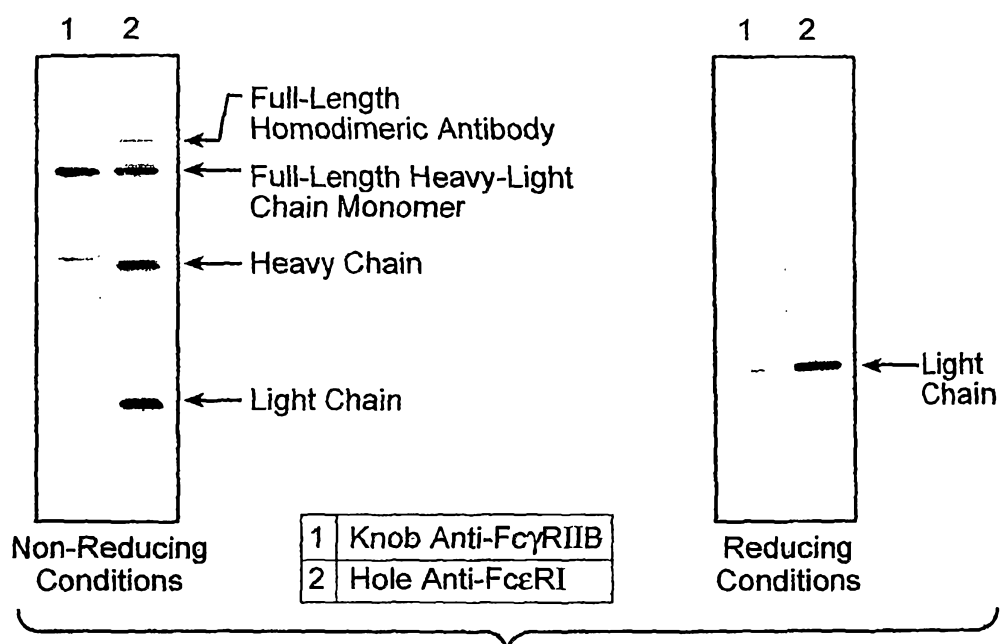 1 2
Full-Length
Homodimeric Antibody
Full-Length Heavy-Light
Chain Monomer
Heavy Chain
Light Chain
Non-Reducing
Conditions
1 2
Light
Chain
Reducing
Conditions
1 Knob Anti-FcγRIIB
2 Hole Anti-FcεRI